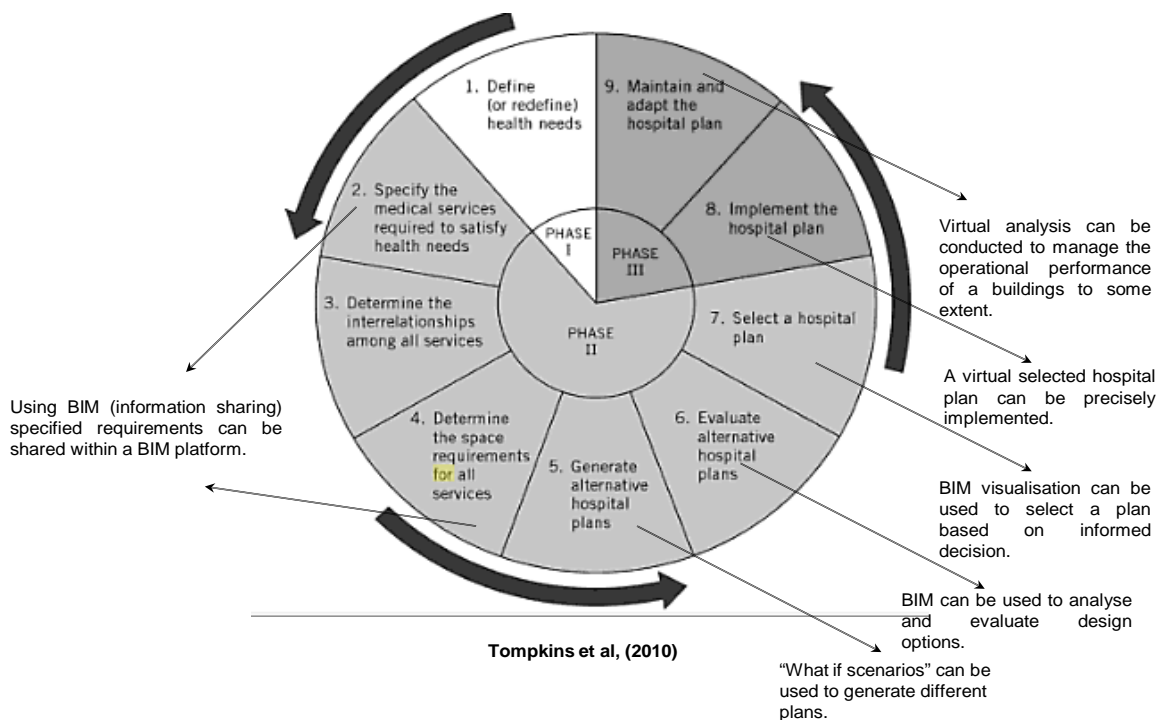 1. Define
(or redefine)
health needs
9. Maintain and
adapt the
hospital plan
2. Specify the
medical services
required to satisfy
health needs
8. Implement the
hospital plan
PHASE
I
PHASE
III
3. Determine the
interrelationships
among all services
PHASE
II
7. Select a hospital
plan
4. Determine
the space
requirements
for all
services
5. Generate
alternative
hospital
plans
6. Evaluate
alternative
hospital
plans
Using BIM (information sharing)
specified requirements can be
shared within a BIM platform.
Virtual analysis can be
conducted to manage the
operational performance
of a buildings to some
extent.
A virtual selected hospital
plan can be precisely
implemented.
BIM visualisation can be
used to select a plan
based on informed
decision.
BIM can be used to analyse
and evaluate design
options.
Tompkins et al, (2010)
“What if scenarios” can be
used to generate different
plans.